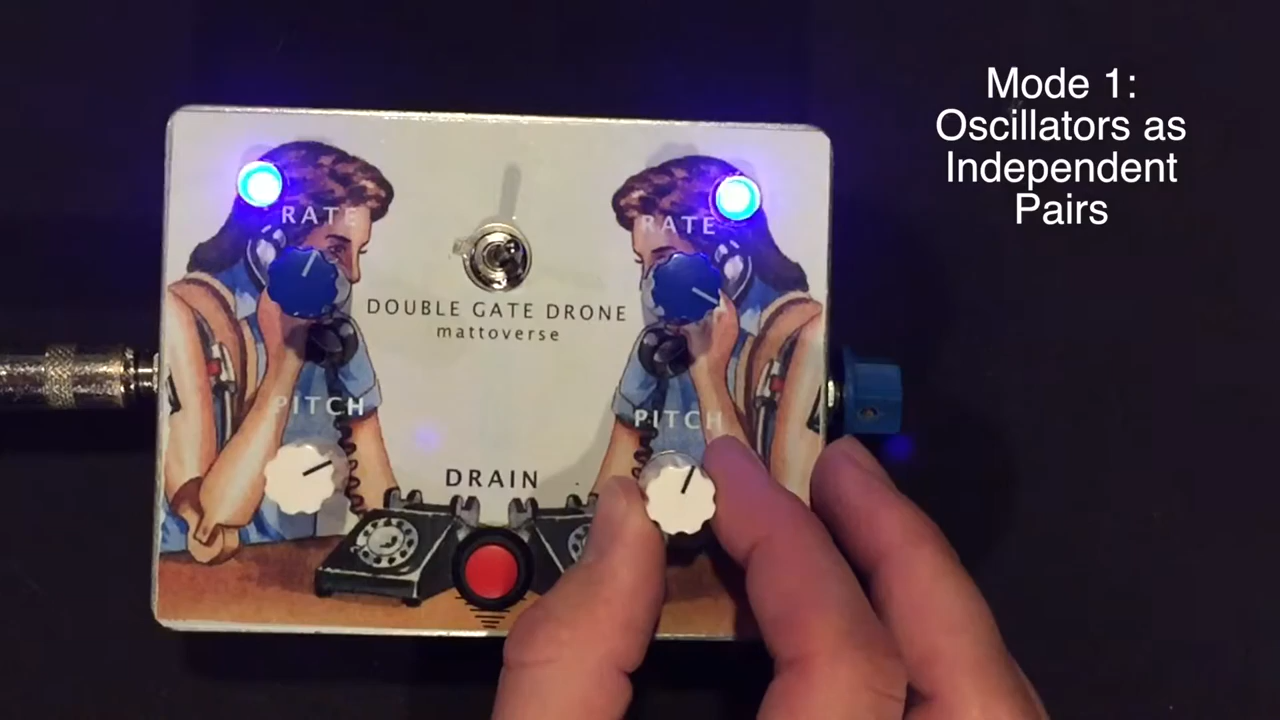 Mode 1:
Oscillators as
Independent
Pairs
RATE
RATE
DOUBLE GATE DRONE
mattoverse
PITCH
PITCH
DRAIN